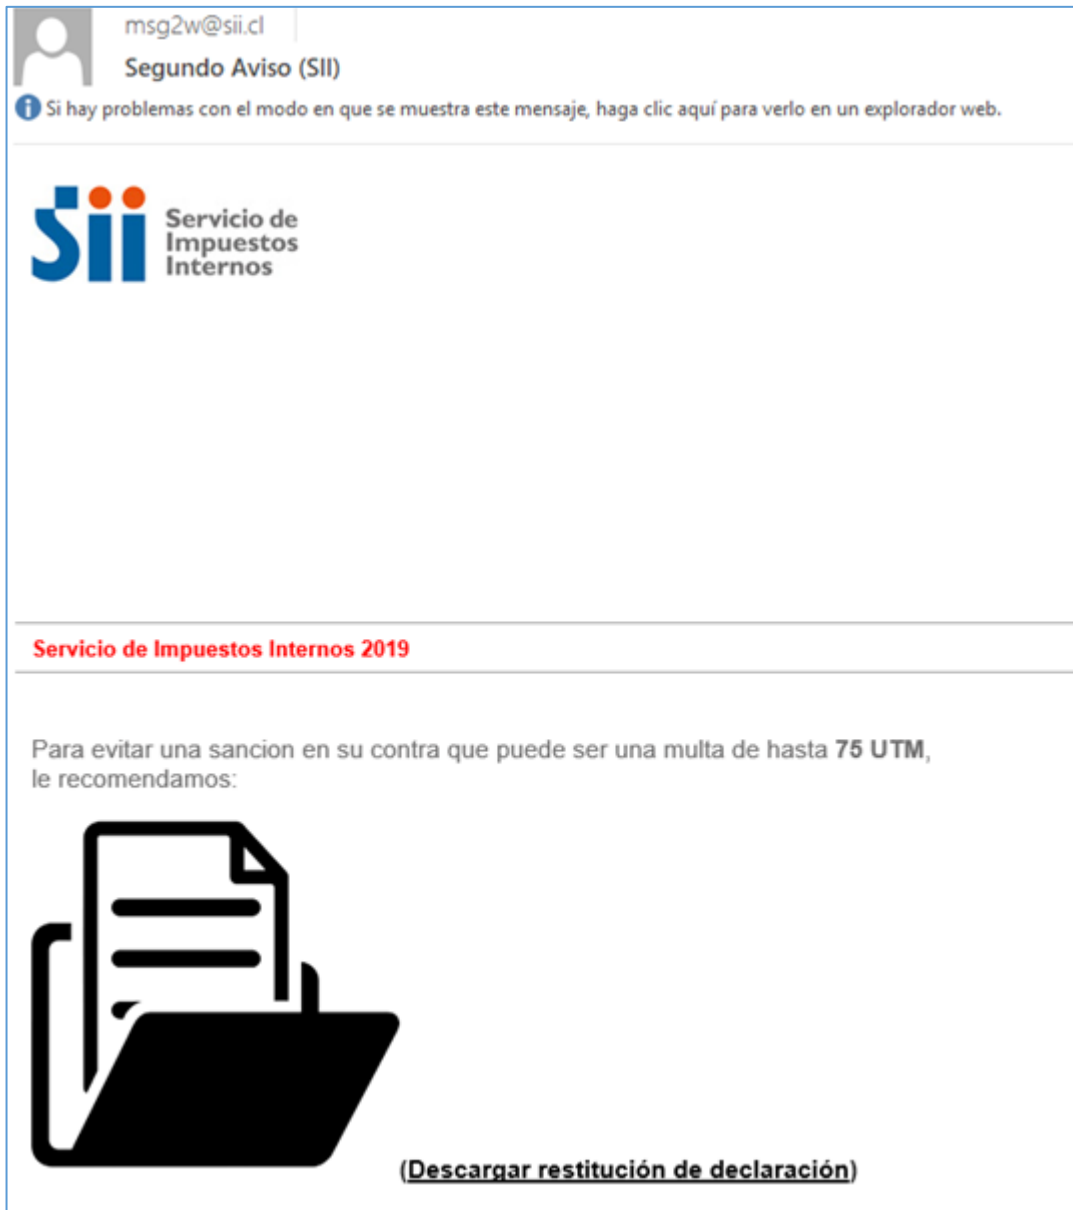 msg2w@sii.cl
Segundo Aviso (SII)
Si hay problemas con el modo en que se muestra este mensaje, haga clic aquí para verlo en un explorador web.
Sii
Servicio de
Impuestos
Internos
Servicio de Impuestos Internos 2019
Para evitar una sancion en su contra que puede ser una multa de hasta 75 UTM,
le recomendamos:
(Descargar restitución de declaración)